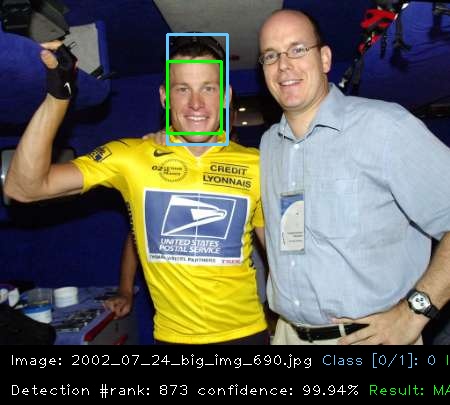 CREDIT
LYONNAIS
UNITED STATES
POSTAL SERVICE
Image: 2002_07_24_big_img_690.jpg Class [0/1]: 0
Detection #rank: 873 confidence: 99.94% Result: MA